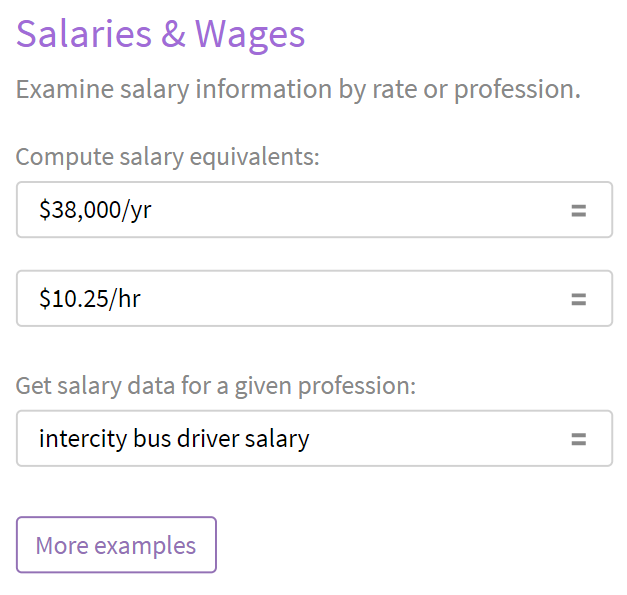 Salaries & Wages
Examine salary information by rate or profession.
Compute salary equivalents:
$38,000/yr
=
$10.25/hr
=
Get salary data for a given profession:
intercity bus driver salary
=
More examples